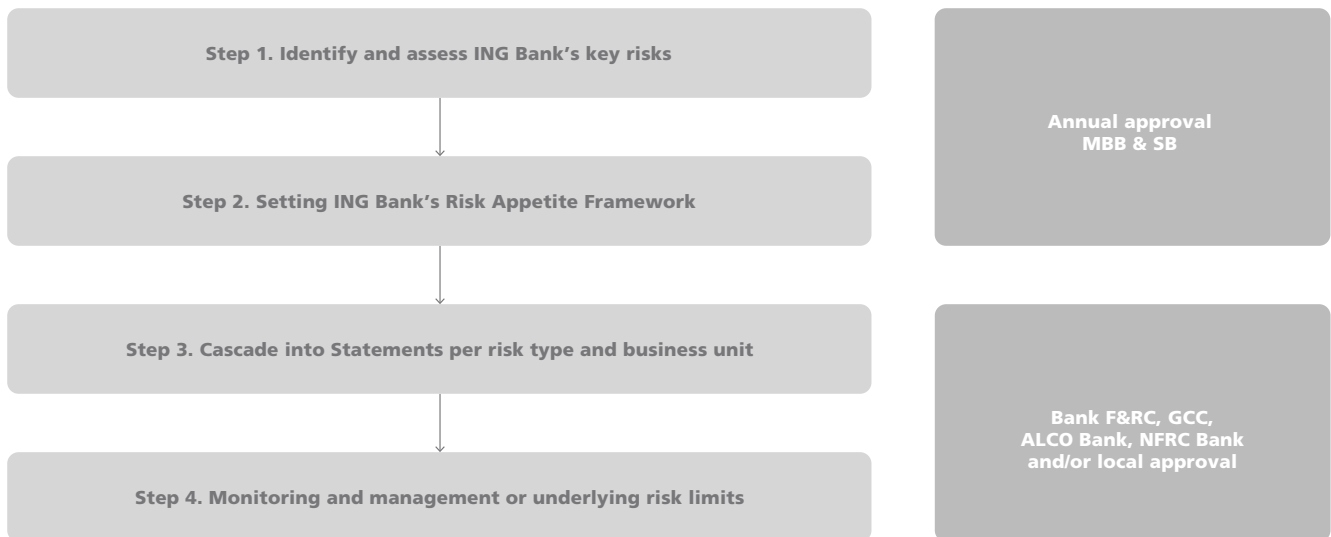 Step 1. Identify and assess ING Bank’s key risks
Annual approval
MBB & SB
Step 2. Setting ING Bank’s Risk Appetite Framework
Step 3. Cascade into Statements per risk type and business unit
Bank F&RC, GCC,
ALCO Bank, NFRC Bank
and/or local approval
Step 4. Monitoring and management or underlying risk limits